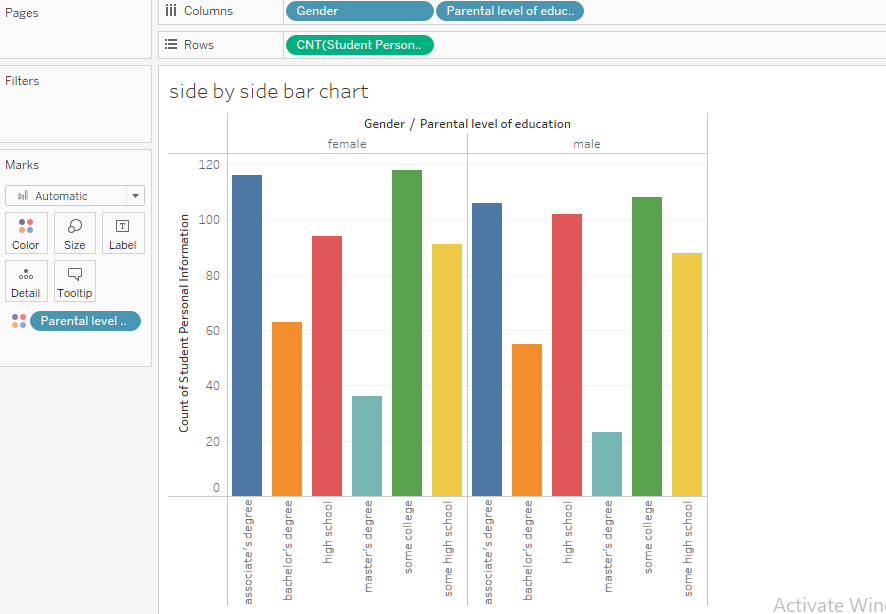 Pages
Columns
Gender
Parental level of educ..
Rows
CNT(Student Person..
Filters
Marks
Automatic
Color
Size
Label
Detail
Tooltip
Parental level ..
side by side bar chart
Gender / Parental level of education
female
male
Count of Student Personal Information
120
100
80
60
40
20
0
associate's degree
bachelor's degree
high school
master's degree
some college
some high school
associate's degree
bachelor's degree
high school
master's degree
some college
some high school
Activate Win